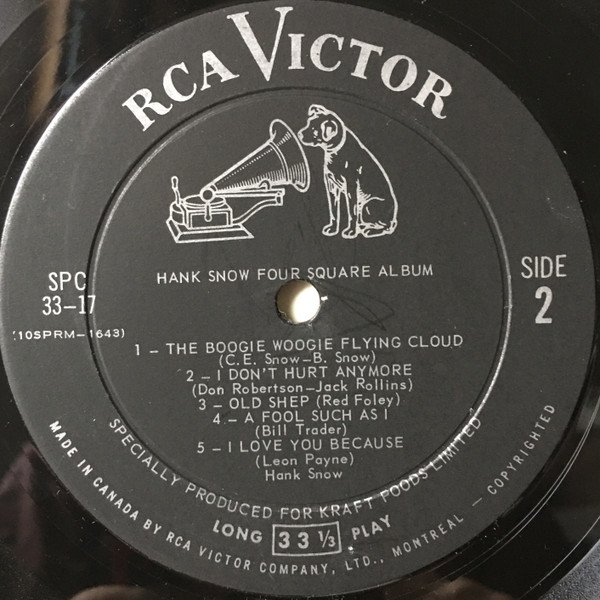 RCA VICTOR
HANK SNOW FOUR SQUARE ALBUM
SPC
33-17
(10SPRM-1643)
SIDE
2
1 - THE BOOGIE WOOGIE FLYING CLOUD
(C.E. Snow-B. Snow)
2 - I DON'T HURT ANYMORE
(Don Robertson-Jack Rollins)
3 - OLD SHEP (Red Foley)
4 - A FOOL SUCH AS I
(Bill Trader)
5 - I LOVE YOU BECAUSE
(Leon Payne)
Hank Snow
SPECIALLY PRODUCED FOR KRAFT FOODS LIMITED
LONG 33 1/3 PLAY
MADE IN CANADA BY RCA VICTOR COMPANY, LTD., MONTREAL - COPYRIGHTED